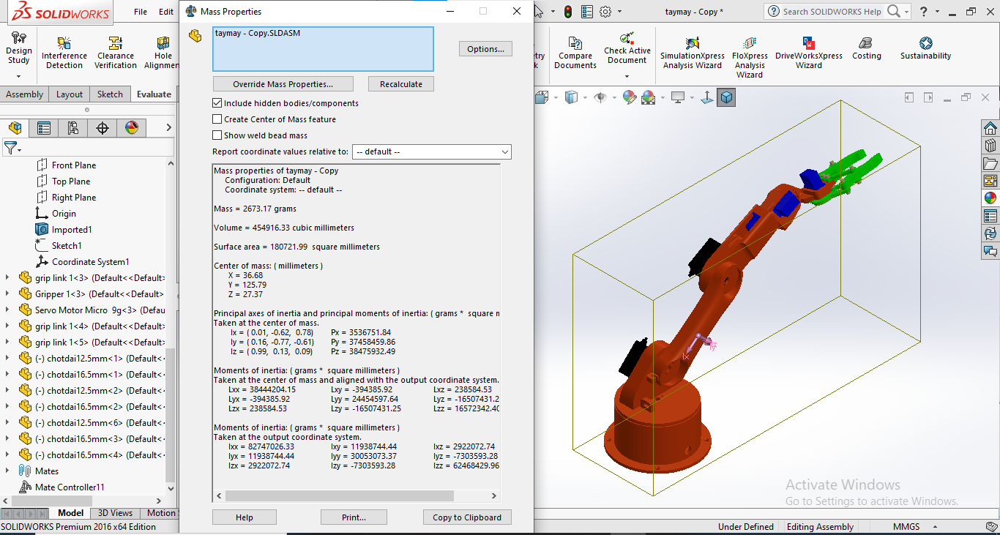 SOLIDWORKS
File Edit
Mass Properties
taymay - Copy *
Search SOLIDWORKS Help
Design Study
Interference Detection
Clearance Verification
Hole Alignmen
Compare Documents
Check Active Document
SimulationXpress Analysis Wizard
FloXpress Analysis Wizard
DriveWorksXpress Wizard
Costing
Sustainability
Assembly Layout Sketch Evaluate
Front Plane
Top Plane
Right Plane
Origin
Imported1
Sketch1
Coordinate System1
grip link 1<3> (Default<<Default>
Gripper 1<3> (Default<<Default>
Servo Motor Micro 9g<3> (Defau
grip link 1<4> (Default<<Default>
grip link 1<5> (Default<<Default>
(-) chotdai12.5mm<1> (Default<
(-) chotdai16.5mm<1> (Default<
(-) chotdai12.5mm<2> (Default<
(-) chotdai16.5mm<2> (Default<
(-) chotdai12.5mm<6> (Default<
(-) chotdai16.5mm<3> (Default<
(-) chotdai16.5mm<4> (Default<
Mates
Mate Controller11
Model 3D Views Motion
SOLIDWORKS Premium 2016 x64 Edition
taymay - Copy.SLDASM
Options...
Override Mass Properties... Recalculate
Include hidden bodies/components
Create Center of Mass feature
Show weld bead mass
Report coordinate values relative to: -- default --
Mass properties of taymay - Copy
Configuration: Default
Coordinate system: -- default --
Mass = 2673.17 grams
Volume = 454916.33 cubic millimeters
Surface area = 180721.99 square millimeters
Center of mass: ( millimeters )
X = 36.68
Y = 125.79
Z = 27.37
Principal axes of inertia and principal moments of inertia: ( grams * square n
Taken at the center of mass.
Ix = ( 0.01, -0.62, 0.78) Px = 3536751.84
Iy = ( 0.16, -0.77, -0.61) Py = 37458459.86
Iz = ( 0.99, 0.13, 0.09) Pz = 38475932.49
Moments of inertia: ( grams * square millimeters )
Taken at the center of mass and aligned with the output coordinate system.
Lxx = 38444204.15 Lxy = -394385.92 Lxz = 238584.53
Lyx = -394385.92 Lyy = 24454597.64 Lyz = -16507431.2
Lzx = 238584.53 Lzy = -16507431.25 Lzz = 16572342.40
Moments of inertia: ( grams * square millimeters )
Taken at the output coordinate system.
Ixx = 82747026.33 Ixy = 11938744.44 Ixz = 2922072.74
Iyx = 11938744.44 Iyy = 30053073.37 Iyz = -7303593.28
Izx = 2922072.74 Izy = -7303593.28 Izz = 62468429.96
Help Print... Copy to Clipboard
Ix
Iz
Iy
Activate Windows
Go to Settings to activate Windows.
Under Defined Editing Assembly MMGS